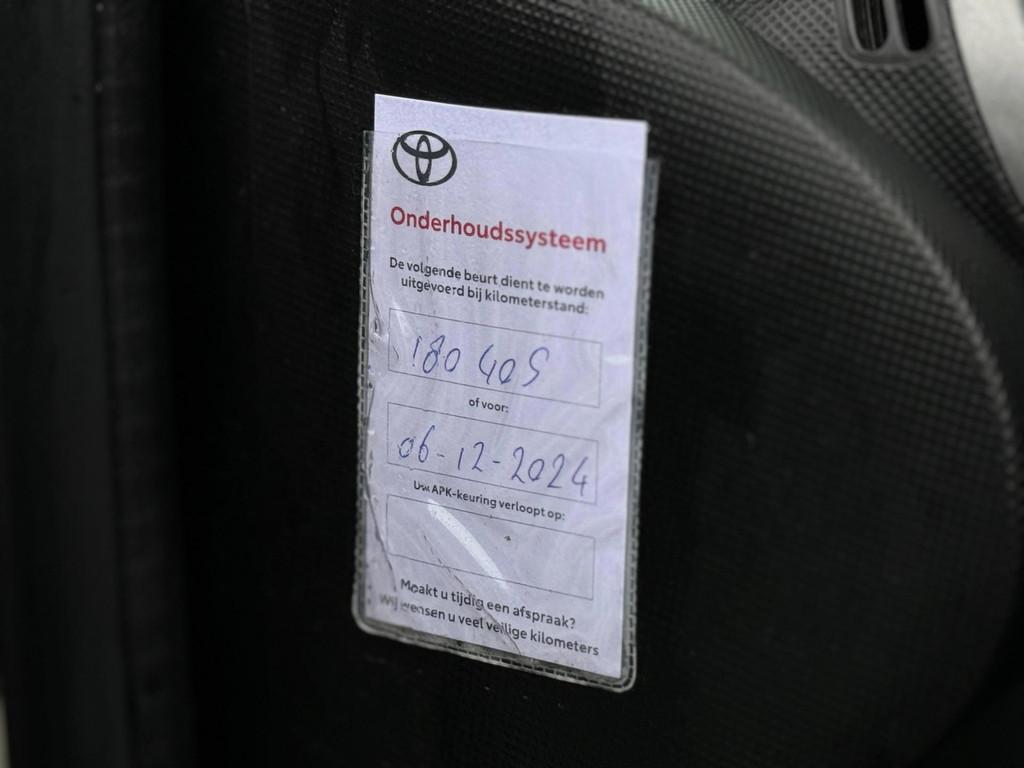 Onderhoudssysteem
De volgende beurt dient te worden
uitgevoerd bij kilometerstand:
180 405
of voor:
06-12-2024
Uw APK-keuring verloopt op:
Maakt u tijdig een afspraak?
Wij wensen u veel veilige kilometers